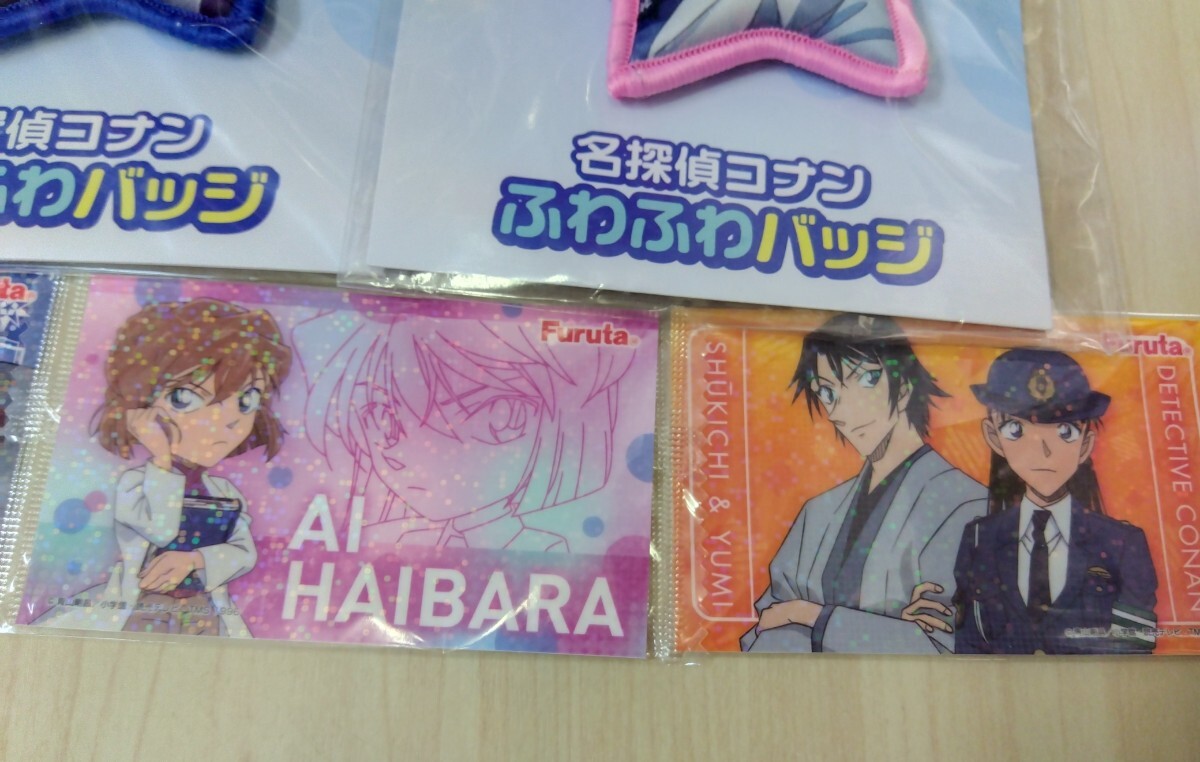 偵コナン
ふわバッジ
名探偵コナン
ふわふわバッジ
ta
Furuta
AI
HAIBARA
Furuta
SHŪKICHI & YUMI
DETECTIVE CONAN